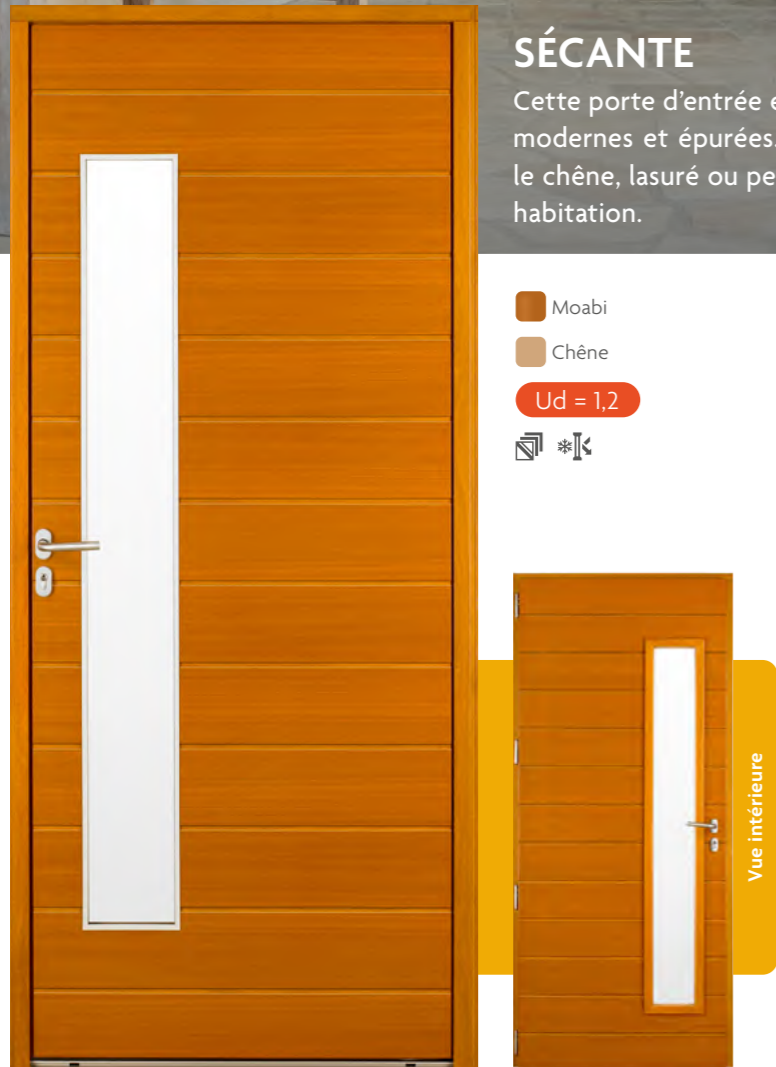 SÉCANTE
Cette porte d'entrée
modernes et épurées.
le chêne, lasuré ou
habitation.
Moabi
Chêne
Ud = 1,2
Vue intérieure